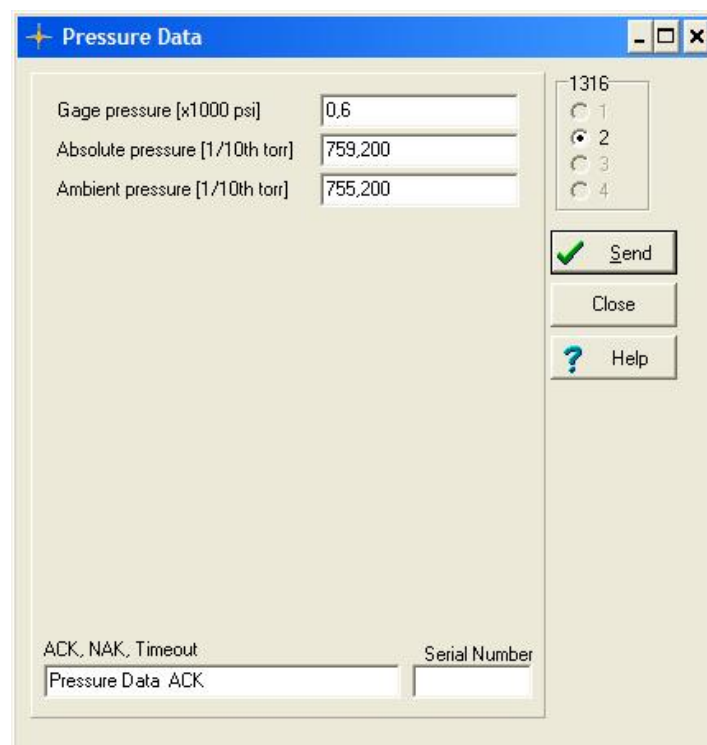 Pressure Data
Gage pressure [x1000 psi] 0,6
Absolute pressure [1/10th torr] 759,200
Ambient pressure [1/10th torr] 755,200
1316
1
2
3
4
Send
Close
? Help
ACK, NAK, Timeout Serial Number
Pressure Data ACK